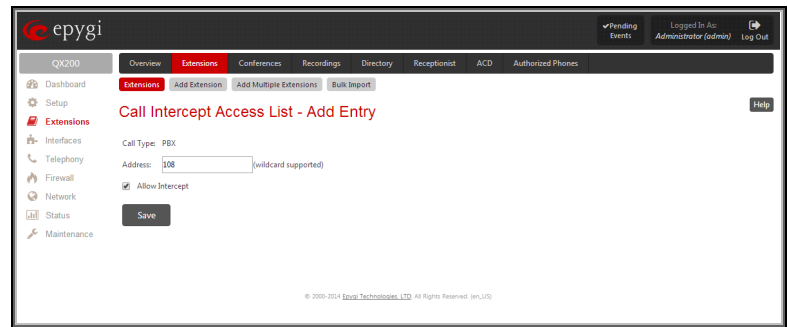 epygi
✔Pending Events
Logged In As:
Administrator (admin)
Log Out
QX200
Overview Extensions Conferences Recordings Directory Receptionist ACD Authorized Phones
Dashboard
Setup
Extensions
Interfaces
Telephony
Firewall
Network
Status
Maintenance
Extensions Add Extension Add Multiple Extensions Bulk Import
Call Intercept Access List - Add Entry
Help
Call Type: PBX
Address: 108 (wildcard supported)
Allow Intercept
Save
© 2000-2014 Epygi Technologies, LTD. All Rights Reserved. (en_US)